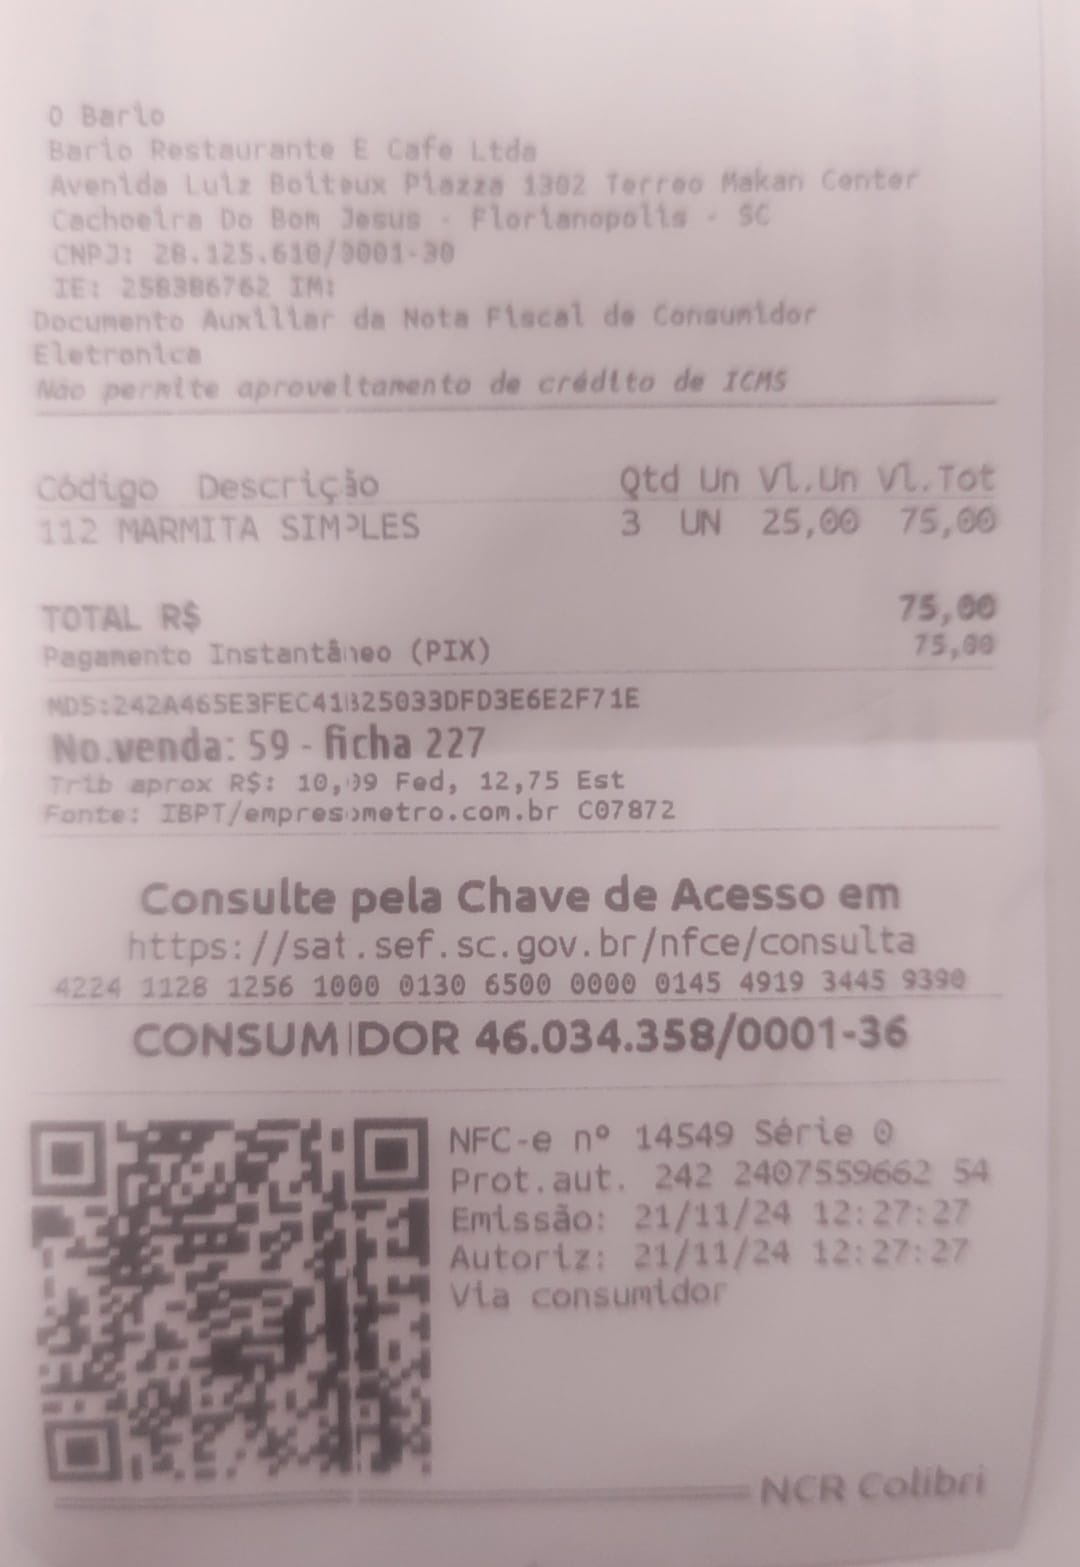 O Bario
Bario Restaurante E Cafe Ltda
Avenida Luiz Boiteux Piazza 1302 Terreo Makan Center
Cachoeira Do Bom Jesus - Florianopolis - SC
CNPJ: 28.125.610/0001-30
IE: 258386762 IM:
Documento Auxiliar da Nota Fiscal de Consumidor
Eletronica
Não permite aproveitamento de crédito de ICMS
Código Descrição Qtd Un Vl.Un Vl.Tot
112 MARMITA SIMPLES 3 UN 25,00 75,00
TOTAL R$ 75,00
Pagamento Instantâneo (PIX) 75,00
MD5:242A465E3FEC41B25033DFD3E6E2F71E
No.venda: 59 - ficha 227
Trib aprox R$: 10,09 Fed, 12,75 Est
Fonte: IBPT/empresometro.com.br C07872
Consulte pela Chave de Acesso em
https://sat.sef.sc.gov.br/nfce/consulta
4224 1128 1256 1000 0130 6500 0000 0145 4919 3445 9390
CONSUMIDOR 46.034.358/0001-36
NFC-e nº 14549 Série 0
Prot.aut. 242 2407559662 54
Emissão: 21/11/24 12:27:27
Autoriz: 21/11/24 12:27:27
Via consumidor
NCR Colibri